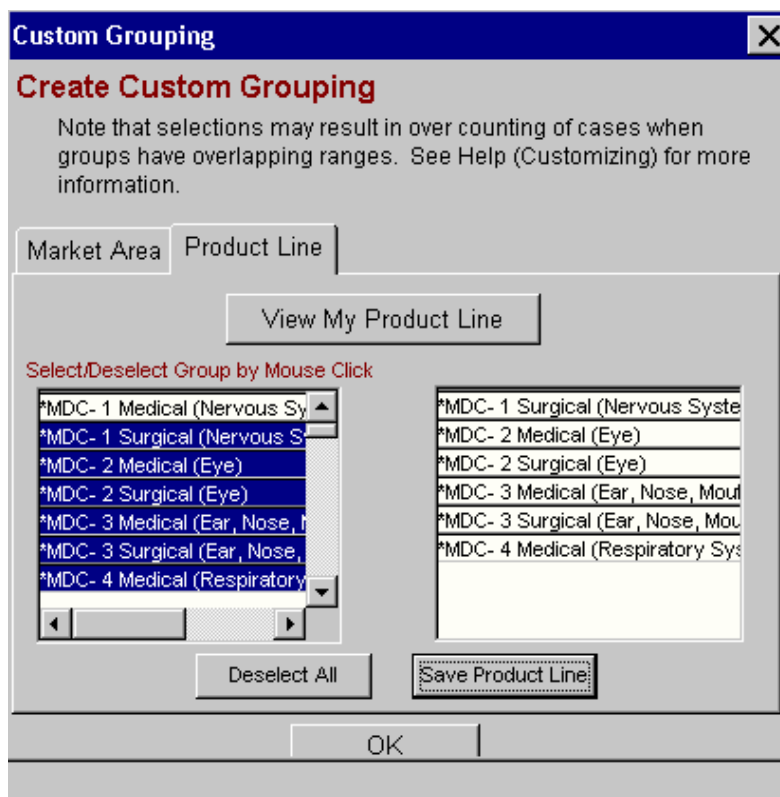 Custom Grouping
Create Custom Grouping
Note that selections may result in over counting of cases when
groups have overlapping ranges. See Help (Customizing) for more
information.
Market Area
Product Line
View My Product Line
Select/Deselect Group by Mouse Click
*MDC- 1 Medical (Nervous Sy
*MDC- 1 Surgical (Nervous S
*MDC- 2 Medical (Eye)
*MDC- 2 Surgical (Eye)
*MDC- 3 Medical (Ear, Nose,
*MDC- 3 Surgical (Ear, Nose,
*MDC- 4 Medical (Respiratory
*MDC- 1 Surgical (Nervous Syste
*MDC- 2 Medical (Eye)
*MDC- 2 Surgical (Eye)
*MDC- 3 Medical (Ear, Nose, Mou
*MDC- 3 Surgical (Ear, Nose, Mou
*MDC- 4 Medical (Respiratory Sys
Deselect All
Save Product Line
OK